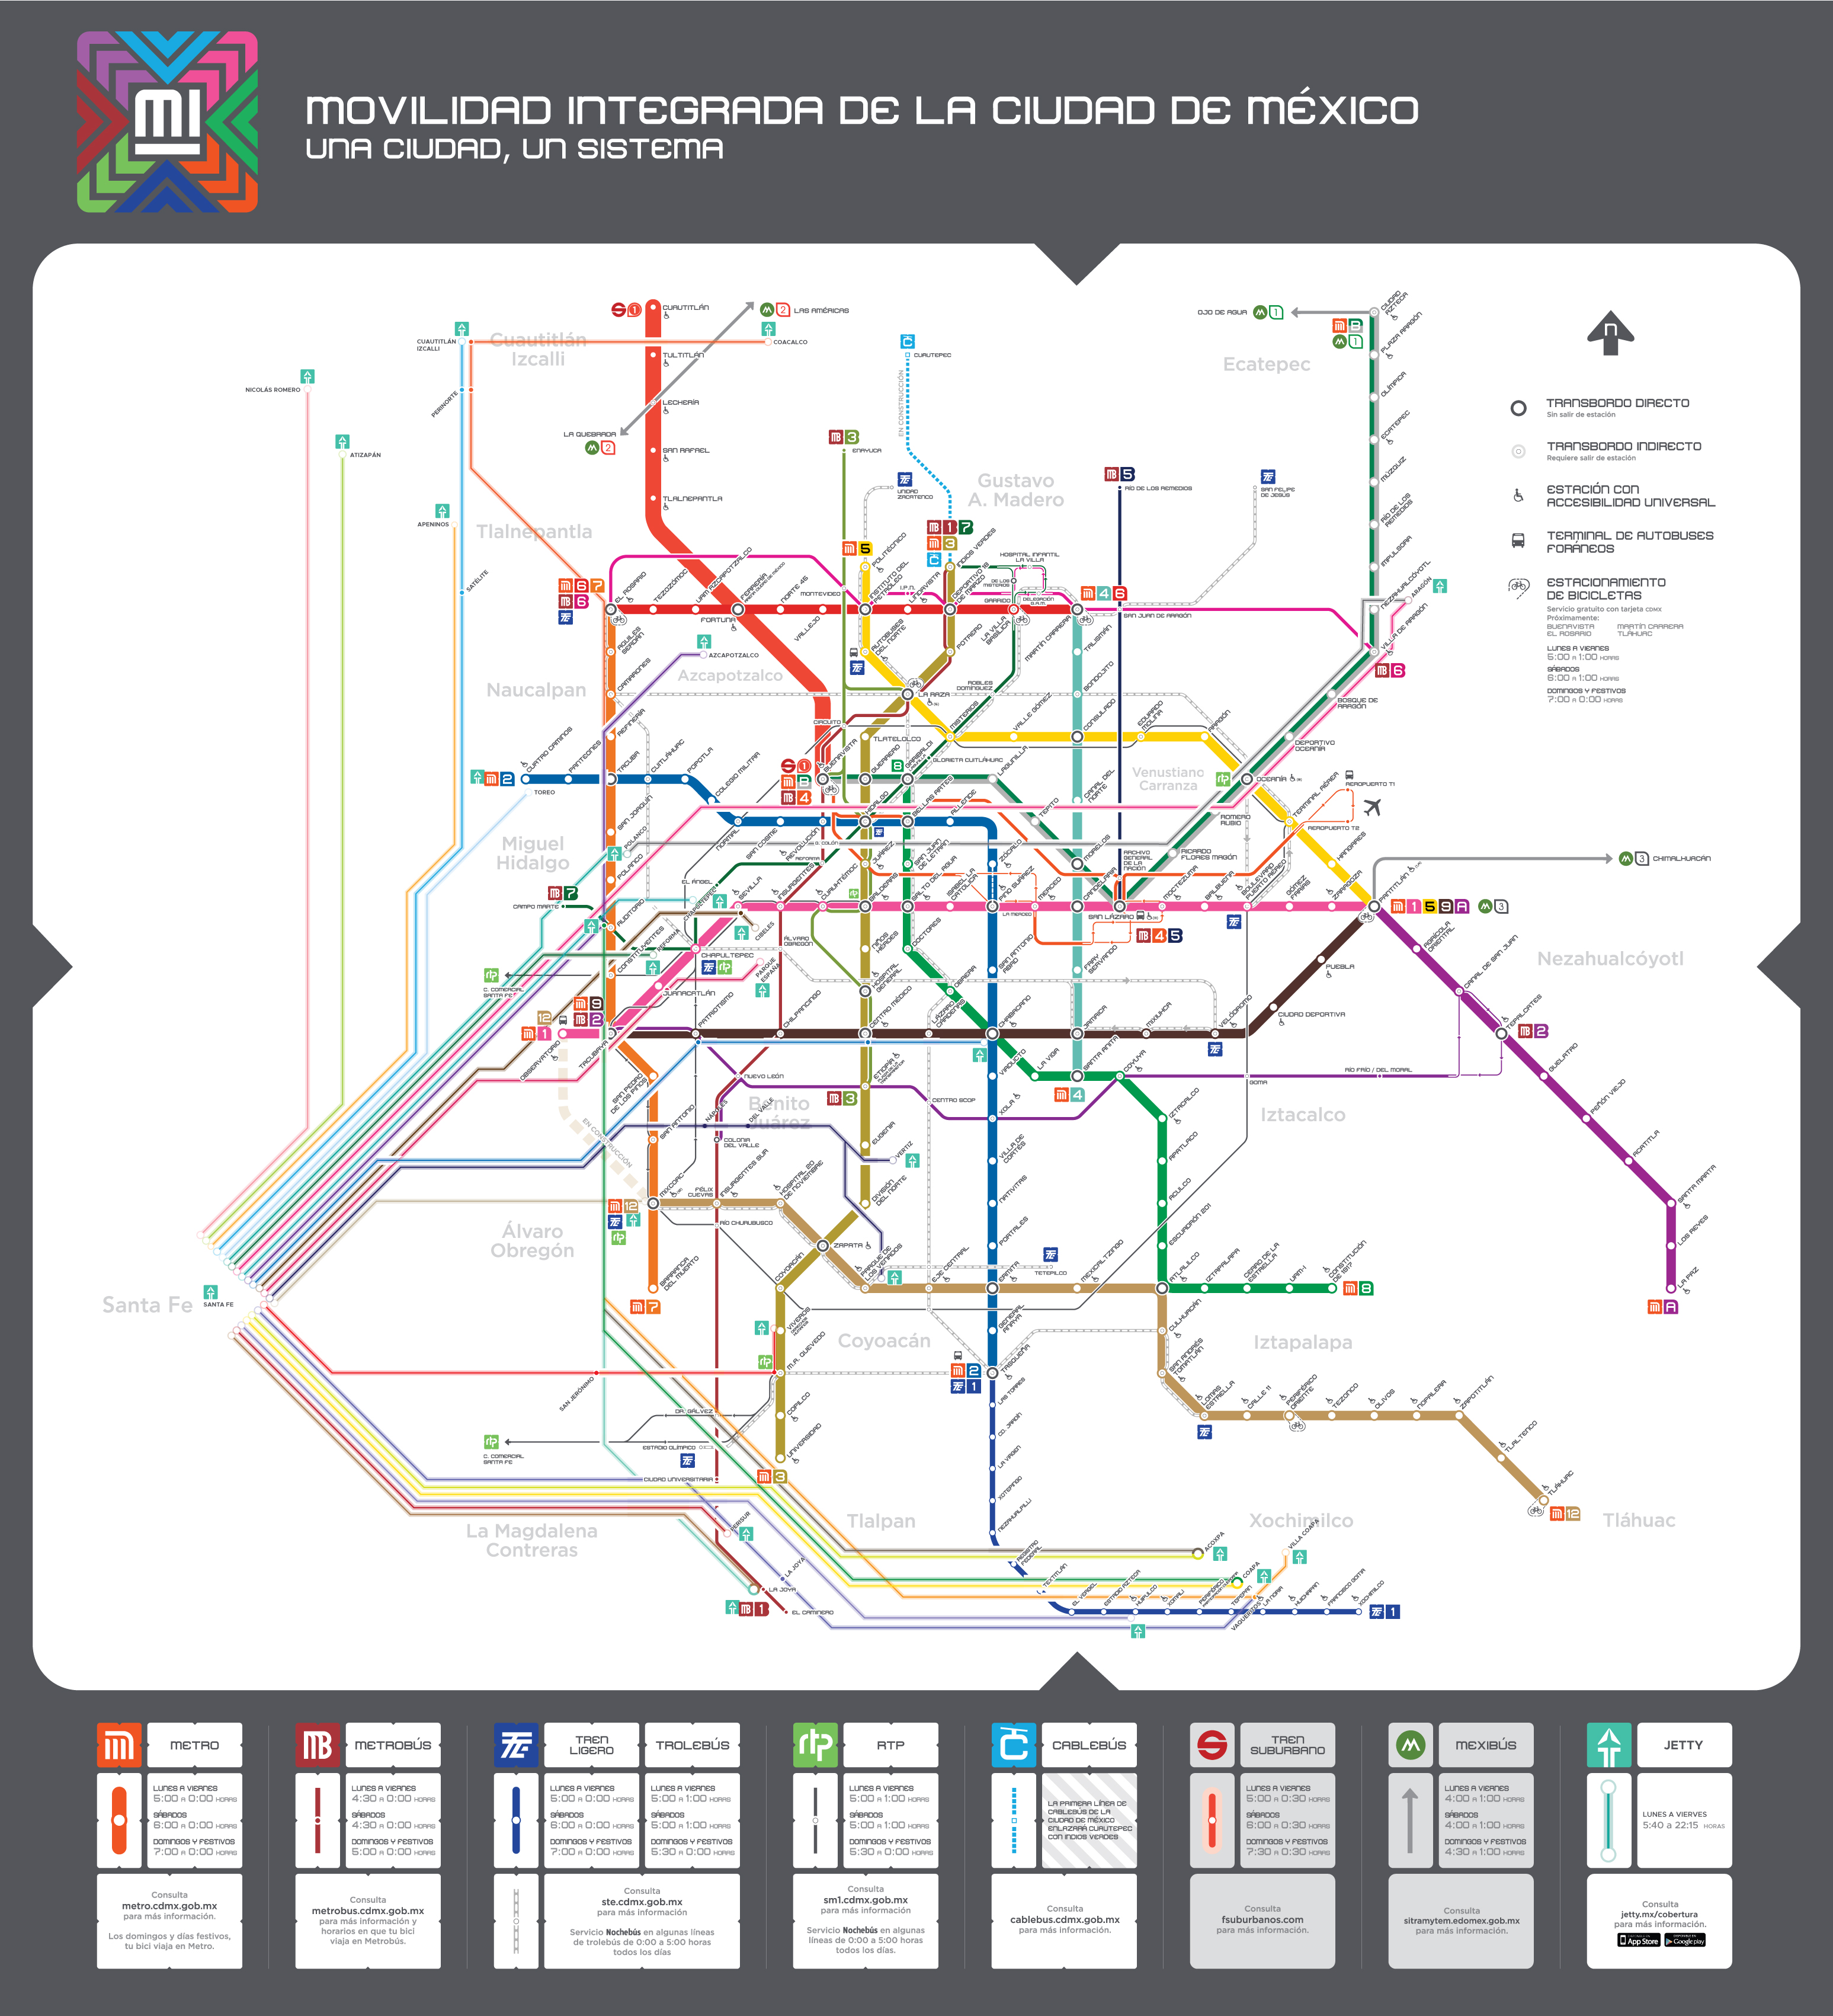 MI
MOVILIDAD INTEGRADA DE LA CIUDAD DE MÉXICO
UNA CIUDAD, UN SISTEMA
CUAUTITLÁN
LAS AMÉRICAS
OJO DE AGUA
CIUDAD AZTECA
Cuautitlán
Izcalli
CUAUTITLÁN
IZCALLI
COACALCO
TULTITLÁN
CUAUTEPEC
PLAZA ARAGÓN
Ecatepec
NICOLÁS ROMERO
PERINORTE
LECHERÍA
EN CONSTRUCCIÓN
OLÍMPICA
TRANSBORDO DIRECTO
Sin salir de estación
LA QUEBRADA
SAN RAFAEL
ENAYUCA
ECATEPEC
TRANSBORDO INDIRECTO
Requiere salir de estación
ATIZAPÁN
TLALNEPANTLA
UNIDAD
ZACATENCO
Gustavo
A. Madero
RÍO DE LOS REMEDIOS
SAN FELIPE
DE JESÚS
MÚZQUIZ
ESTACIÓN CON
ACCESIBILIDAD UNIVERSAL
APENINOS
Tlalnepantla
RÍO DE LOS
REMEDIOS
TERMINAL DE AUTOBUSES
FORÁNEOS
POLITÉCNICO
INDIOS VERDES
HOSPITAL INFANTIL
LA VILLA
IMPULSORA
ESTACIONAMIENTO
DE BICICLETAS
Servicio gratuito con tarjeta CDMX
Próximamente:
BUENAVISTA MARTÍN CARRERA
EL ROSARIO TLÁHUAC
LUNES A VIERNES
5:00 A 1:00 HORAS
SÁBADOS
6:00 A 1:00 HORAS
DOMINGOS Y FESTIVOS
7:00 A 0:00 HORAS
SATÉLITE
EL ROSARIO
TEZOZÓMOC
UAM AZCAPOTZALCO
FERRERÍA
FORTUNA
NORTE 45
VALLEJO
MONTEVIDEO
INSTITUTO DEL
PETRÓLEO
LINDAVISTA
DEPORTIVO 18
DE MARZO
LA VILLA
BASÍLICA
MARTÍN CARRERA
SAN JUAN DE ARAGÓN
NEZAHUALCÓYOTL
ARAGÓN
VILLA DE ARAGÓN
AQUILES
SERDÁN
AZCAPOTZALCO
AUTOBUSES
DEL NORTE
POTRERO
TALISMÁN
Azcapotzalco
Naucalpan
CAMARONES
LA RAZA
ROBLES
DOMÍNGUEZ
BONDOJITO
BOSQUE DE
ARAGÓN
REFINERÍA
CIRCUITO
TLATELOLCO
MISTERIOS
VALLE GÓMEZ
CONSULADO
EDUARDO
MOLINA
ARAGÓN
DEPORTIVO
OCEANÍA
CUATRO CAMINOS
PANTEONES
TACUBA
CUITLÁHUAC
POPOTLA
COLEGIO MILITAR
BUENAVISTA
GUERRERO
GARIBALDI
GLORIETA CUITLÁHUAC
LAGUNILLA
Venustiano
Carranza
OCEANÍA
TERMINAL AÉREA
AEROPUERTO T1
TOREO
SAN JOAQUÍN
NORMAL
SAN COSME
REVOLUCIÓN
HIDALGO
BELLAS ARTES
ALLENDE
TEPITO
CANAL DEL
NORTE
ROMERO
RUBIO
AEROPUERTO T2
Miguel
Hidalgo
POLANCO
JUÁREZ
SAN JUAN
DE LETRÁN
ZÓCALO
MORELOS
ARCHIVO
GENERAL
DE LA
NACIÓN
RICARDO
FLORES MAGÓN
HANGARES
CHIMALHUACÁN
EL ÁNGEL
CAMPO MARTE
AUDITORIO
SEVILLA
INSURGENTES
CUAUHTÉMOC
BALDERAS
SALTO DEL AGUA
ISABEL LA
CATÓLICA
PINO SUÁREZ
MERCED
CANDELARIA
SAN LÁZARO
MOCTEZUMA
BALBUENA
BOULEVARD
PUERTO AÉREO
GÓMEZ
FARÍAS
ZARAGOZA
PANTITLÁN
CONSTITUYENTES
CHAPULTEPEC
ÁLVARO
OBREGÓN
CIBELES
PARQUE
ESPAÑA
NIÑOS
HÉROES
DOCTORES
SAN ANTONIO
ABAD
FRAY
SERVANDO
PUEBLA
AGRÍCOLA
ORIENTAL
CANAL DE SAN JUAN
Nezahualcóyotl
C. COMERCIAL
SANTA FE
JUANACATLÁN
HOSPITAL
GENERAL
OBRERA
LÁZARO
CÁRDENAS
CIUDAD DEPORTIVA
TEPALCATES
OBSERVATORIO
TACUBAYA
PATRIOTISMO
CHILPANCINGO
CENTRO MÉDICO
CHABACANO
JAMAICA
MIXIUHCA
VELÓDROMO
SAN PEDRO
DE LOS PINOS
NUEVO LEÓN
ETIOPÍA
VIADUCTO
LA VIGA
SANTA ANITA
COYUYA
GOMA
RÍO FRÍO / DEL MORAL
GUELATAO
Benito
Juárez
CENTRO SCOP
XOLA
IZTACALCO
Iztacalco
PEÑÓN VIEJO
EN CONSTRUCCIÓN
SAN ANTONIO
NÁPOLES
DEL VALLE
COLONIA
DEL VALLE
EUGENIA
VÉRTIZ
VILLA DE
CORTÉS
APATLACO
ACATITLA
MIXCOAC
FÉLIX
CUEVAS
INSURGENTES SUR
HOSPITAL 20
DE NOVIEMBRE
DIVISIÓN
DEL NORTE
NATIVITAS
ACULCO
SANTA MARTA
Álvaro
Obregón
RÍO CHURUBUSCO
ZAPATA
PORTALES
ESCUADRÓN 201
LOS REYES
BARRANCA
DEL MUERTO
COYOACÁN
PARQUE DE
LOS VENADOS
EJE CENTRAL
ERMITA
TETEPILCO
MEXICALTZINGO
ATLALILCO
IZTAPALAPA
CERRO DE LA
ESTRELLA
UAM-I
CONSTITUCIÓN
DE 1917
LA PAZ
Santa Fe
SANTA FE
VIVEROS
Coyoacán
GENERAL
ANAYA
CULHUACÁN
Iztapalapa
SAN JERÓNIMO
M.A. QUEVEDO
TASQUEÑA
SAN ANDRÉS
TOMATLÁN
LAS TORRES
LOMAS
ESTRELLA
CALLE 11
PERIFÉRICO
ORIENTE
TEZONCO
OLIVOS
NOPALERA
ZAPOTITLÁN
DR. GÁLVEZ
COPILCO
CD. JARDÍN
TLALTENCO
C. COMERCIAL
SANTA FE
ESTADIO OLÍMPICO
UNIVERSIDAD
LA VIRGEN
CIUDAD UNIVERSITARIA
XOTEPINGO
TLÁHUAC
La Magdalena
Contreras
PERISUR
Tlalpan
NEZAHUALPILLI
Xochimilco
VILLA COAPA
Tláhuac
REGISTRO
FEDERAL
ACOXPA
TEXTITLÁN
COAPA
LA JOYA
LA JOYA
EL CAMINERO
EL VERGEL
ESTADIO AZTECA
HUIPULCO
XOMALI
TEPEPAN
LA NORIA
HUICHAPAN
FRANCISCO GOITIA
XOCHIMILCO
VAQUERITOS
METRO
LUNES A VIERNES
5:00 A 0:00 HORAS
SÁBADOS
6:00 A 0:00 HORAS
DOMINGOS Y FESTIVOS
7:00 A 0:00 HORAS
Consulta
metro.cdmx.gob.mx
para más información.
Los domingos y días festivos,
tu bici viaja en Metro.
METROBÚS
LUNES A VIERNES
4:30 A 0:00 HORAS
SÁBADOS
4:30 A 0:00 HORAS
DOMINGOS Y FESTIVOS
5:00 A 0:00 HORAS
Consulta
metrobus.cdmx.gob.mx
para más información y
horarios en que tu bici
viaja en Metrobús.
TREN
LIGERO
LUNES A VIERNES
5:00 A 0:00 HORAS
SÁBADOS
6:00 A 0:00 HORAS
DOMINGOS Y FESTIVOS
7:00 A 0:00 HORAS
TROLEBÚS
LUNES A VIERNES
5:00 A 1:00 HORAS
SÁBADOS
5:00 A 1:00 HORAS
DOMINGOS Y FESTIVOS
5:30 A 0:00 HORAS
Consulta
ste.cdmx.gob.mx
para más información
Servicio Nochebús en algunas líneas
de trolebús de 0:00 a 5:00 horas
todos los días
RTP
LUNES A VIERNES
5:00 A 1:00 HORAS
SÁBADOS
5:00 A 1:00 HORAS
DOMINGOS Y FESTIVOS
5:30 A 0:00 HORAS
Consulta
sm1.cdmx.gob.mx
para más información
Servicio Nochebús en algunas
líneas de 0:00 a 5:00 horas
todos los días.
CABLEBÚS
LA PRIMERA LÍNEA DE
CABLEBÚS DE LA
CIUDAD DE MÉXICO
ENLAZARÁ CUAUTEPEC
CON INDIOS VERDES
Consulta
cablebus.cdmx.gob.mx
para más información.
TREN
SUBURBANO
LUNES A VIERNES
5:00 A 0:30 HORAS
SÁBADOS
6:00 A 0:30 HORAS
DOMINGOS Y FESTIVOS
7:30 A 0:30 HORAS
Consulta
fsuburbanos.com
para más información.
MEXIBÚS
LUNES A VIERNES
4:00 A 1:00 HORAS
SÁBADOS
4:00 A 1:00 HORAS
DOMINGOS Y FESTIVOS
4:30 A 1:00 HORAS
Consulta
sitramytem.edomex.gob.mx
para más información.
JETTY
LUNES A VIERNES
5:40 a 22:15 HORAS
Consulta
jetty.mx/cobertura
para más información.
App Store
Google play